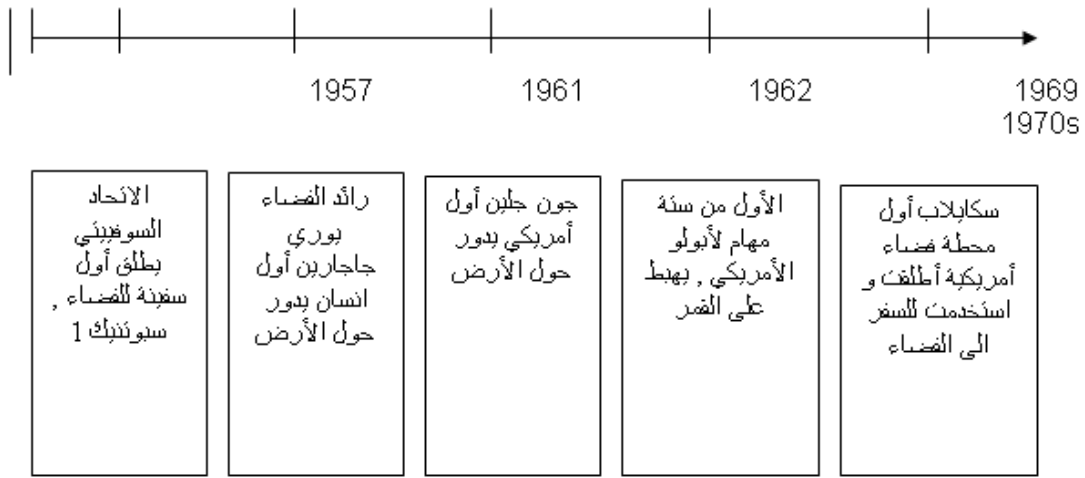 1957 1961 1962 1969
1970s
الاتحاد
السوفييتي
يطلق أول
سفينة للفضاء ,
سبوتنيك 1
رائد الفضاء
يوري
جاجارين أول
انسان يدور
حول الأرض
جون جلين أول
أمريكي يدور
حول الأرض
الأول من ستة
مهام لأبولو
الأمريكي , يهبط
على القمر
سكايلاب أول
محطة فضاء
أمريكية أطلقت و
استخدمت للسفر
الى الفضاء